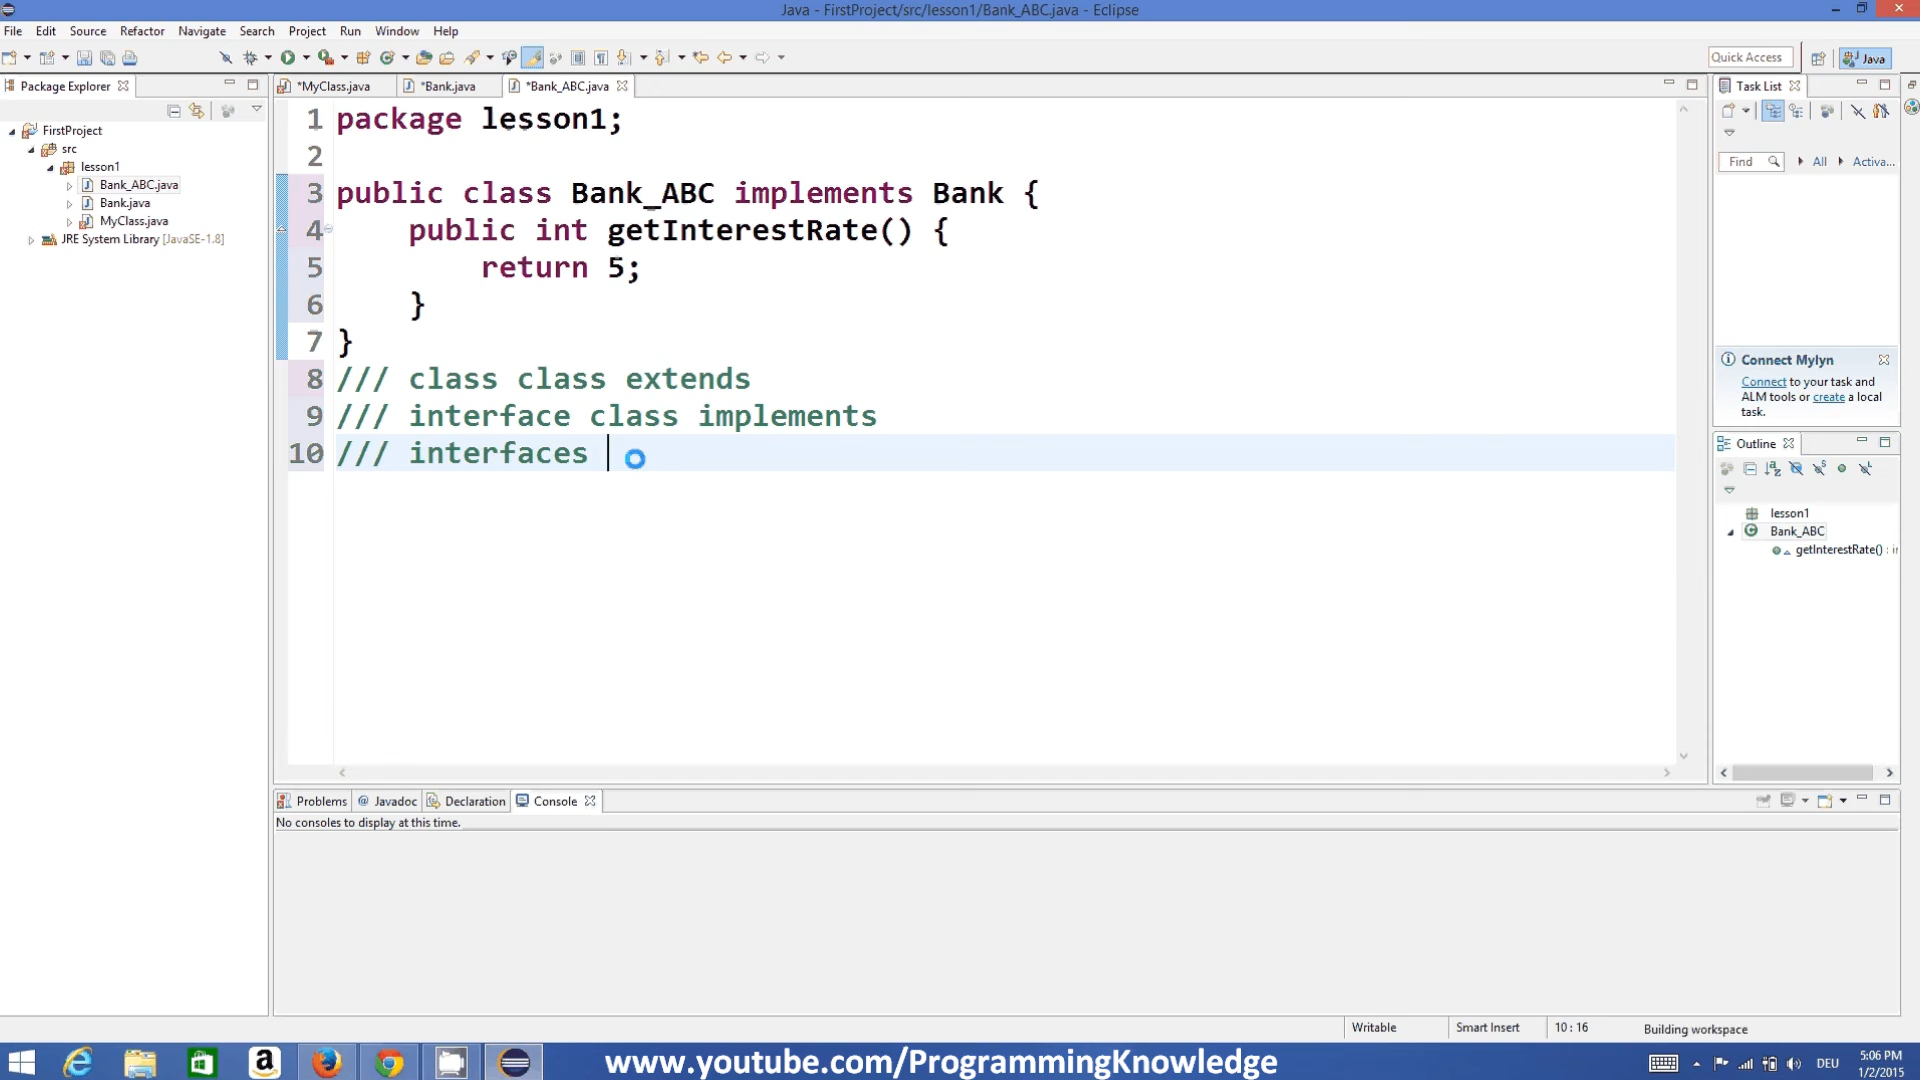 Java - FirstProject/src/lesson1/Bank_ABC.java - Eclipse
File Edit Source Refactor Navigate Search Project Run Window Help
Quick Access
Java
Package Explorer
*MyClass.java
*Bank.java
*Bank_ABC.java
Task List
FirstProject
src
lesson1
Bank_ABC.java
Bank.java
MyClass.java
JRE System Library [JavaSE-1.8]
1 package lesson1;
2
3 public class Bank_ABC implements Bank {
4 public int getInterestRate() {
5 return 5;
6 }
7 }
8 /// class class extends
9 /// interface class implements
10 /// interfaces
Find
All
Activa...
Connect Mylyn
Connect to your task and
ALM tools or create a local
task.
Outline
lesson1
Bank_ABC
getInterestRate() : i
Problems
@ Javadoc
Declaration
Console
No consoles to display at this time.
Writable
Smart Insert
10 : 16
Building workspace
www.youtube.com/ProgrammingKnowledge
DEU
5:06 PM
1/2/2015